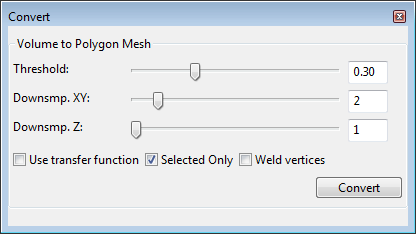 Convert
Volume to Polygon Mesh
Threshold: 0.30
Downsmp. XY: 2
Downsmp. Z: 1
Use transfer function Selected Only Weld vertices
Convert